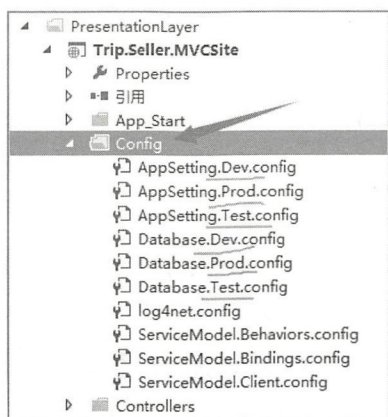 PresentationLayer
Trip.Seller.MVCSite
Properties
引用
App_Start
Config
AppSetting.Dev.config
AppSetting.Prod.config
AppSetting.Test.config
Database.Dev.config
Database.Prod.config
Database.Test.config
log4net.config
ServiceModel.Behaviors.config
ServiceModel.Bindings.config
ServiceModel.Client.config
Controllers